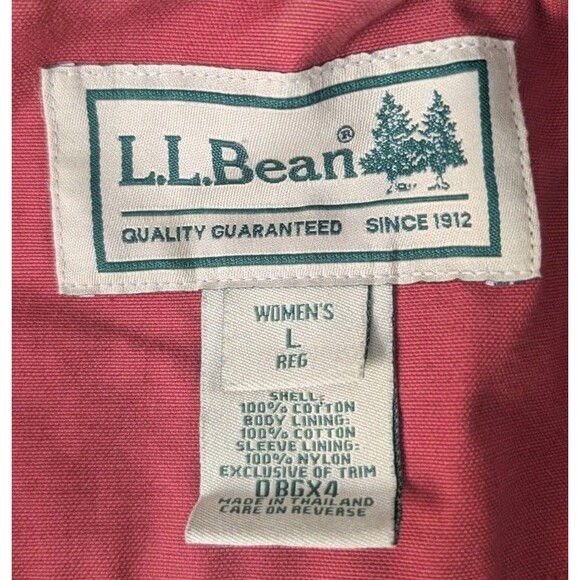 L.L.Bean®
QUALITY GUARANTEED SINCE 1912
WOMEN'S
L
REG
SHELL:
100% COTTON
BODY LINING:
100% COTTON
SLEEVE LINING:
100% NYLON
EXCLUSIVE OF TRIM
0BGX4
MADE IN THAILAND
CARE ON REVERSE